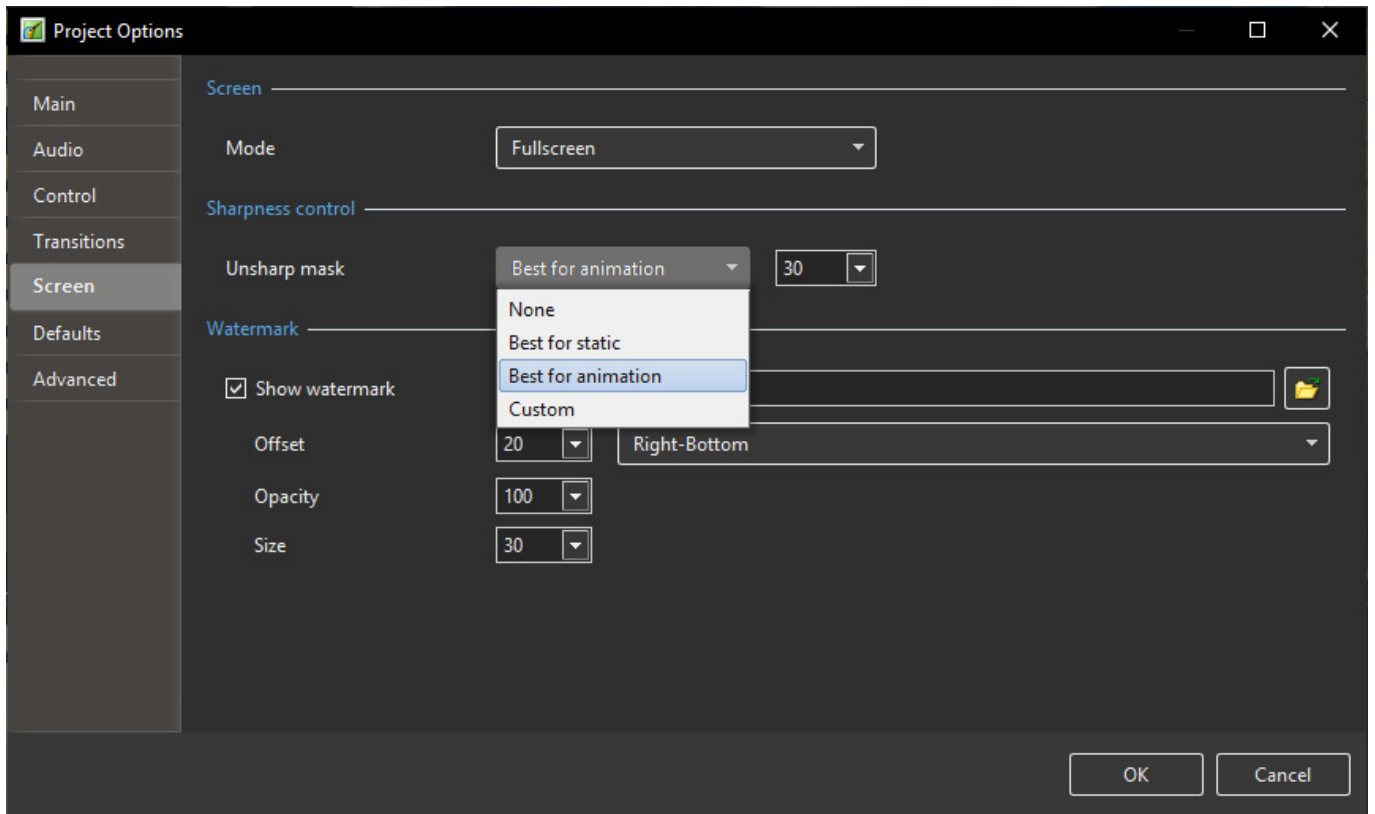 Project Options
Main
Audio
Control
Transitions
Screen
Defaults
Advanced
Screen
Mode
Fullscreen
Sharpness control
Unsharp mask
Best for animation
30
None
Best for static
Best for animation
Custom
Watermark
Show watermark
Offset
20
Right-Bottom
Opacity
100
Size
30
OK
Cancel